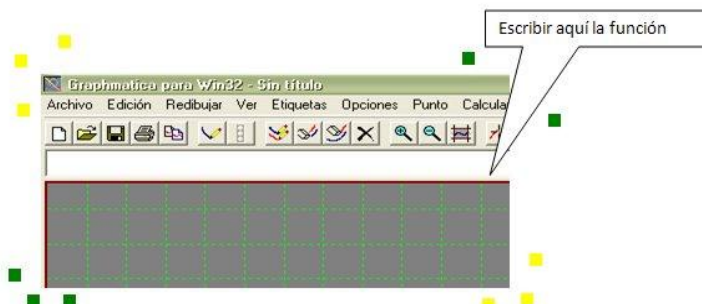 Escribir aquí la función
Graphmatica para Win32 - Sin título
Archivo Edición Redibujar Ver Etiquetas Opciones Punto Calcula